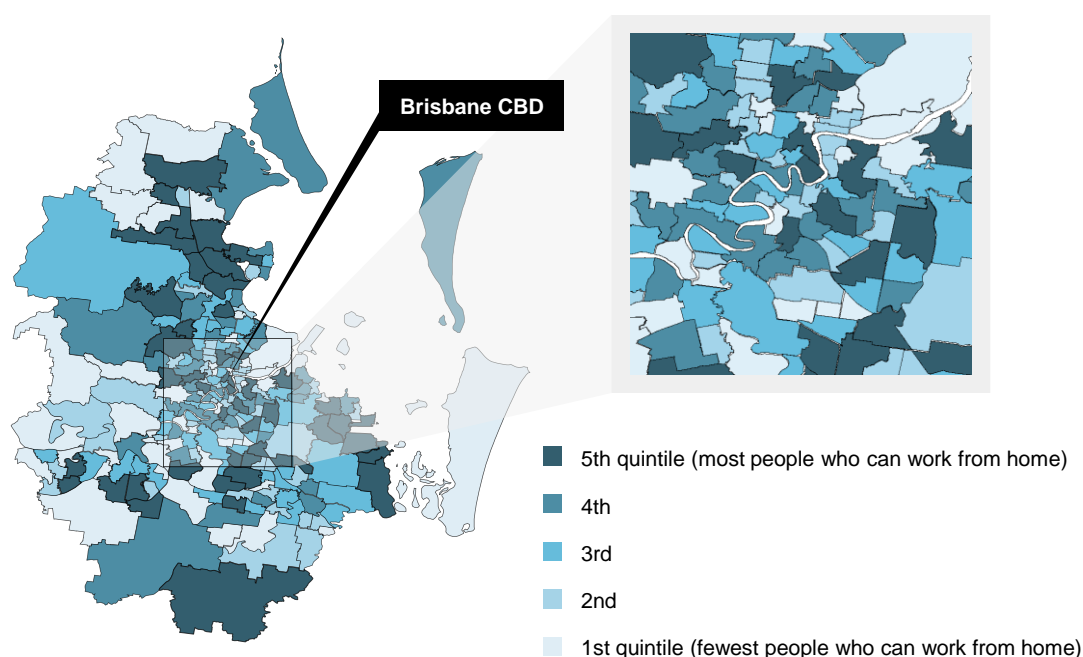 Brisbane CBD
5th quintile (most people who can work from home)
4th
3rd
2nd
1st quintile (fewest people who can work from home)